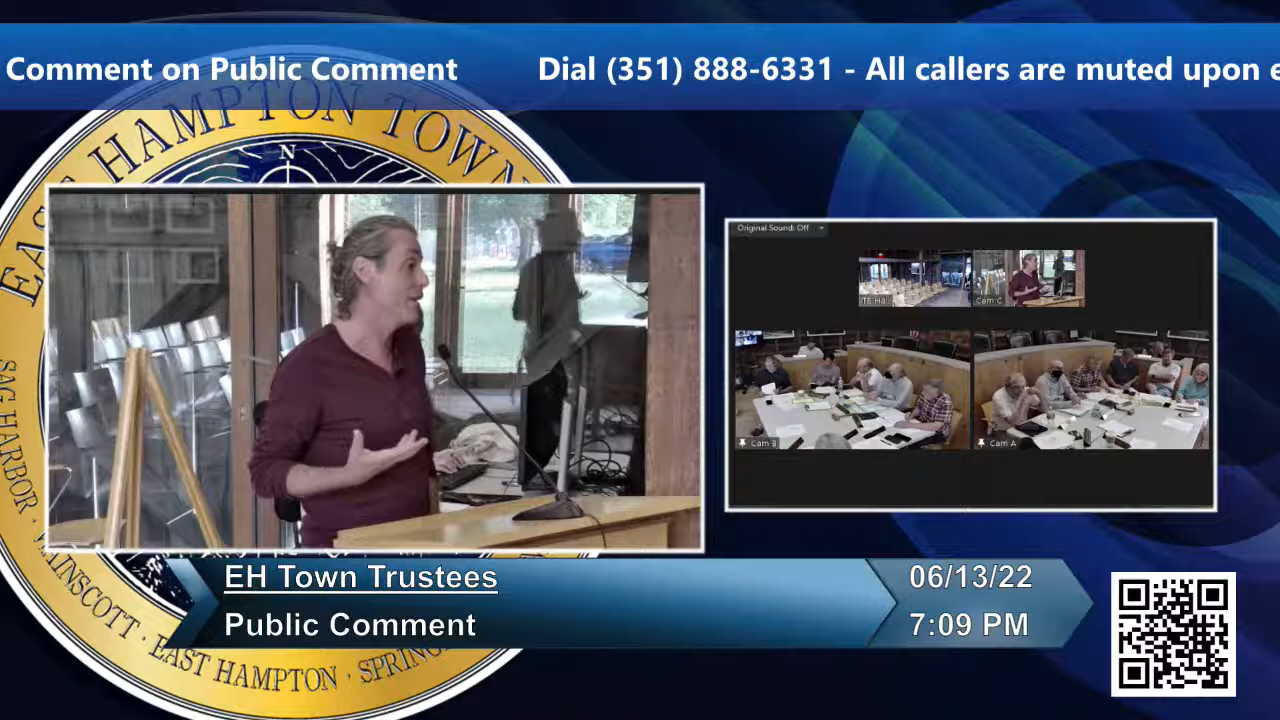 Comment on Public Comment Dial (351) 888-6331 - All callers are muted upon e
EAST HAMPTON TOWN
N
SAG HARBOR · WAINSCOTT · EAST HAMPTON · SPRING
Original Sound: Off
Cam C
Cam B
Cam A
EH Town Trustees
06/13/22
Public Comment
7:09 PM